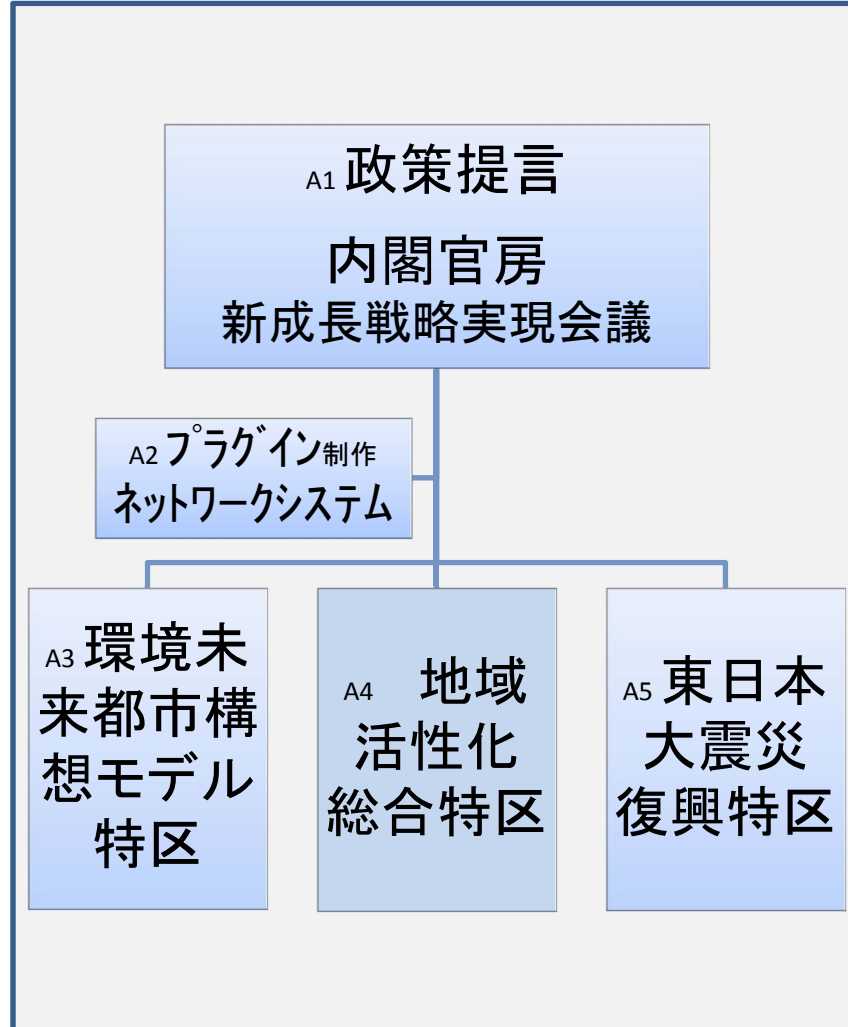 A1 政策提言
内閣官房
新成長戦略実現会議
A2 プラグイン制作
ネットワークシステム
A3 環境未
来都市構
想モデル
特区
A4　地域
活性化
総合特区
A5 東日本
大震災
復興特区